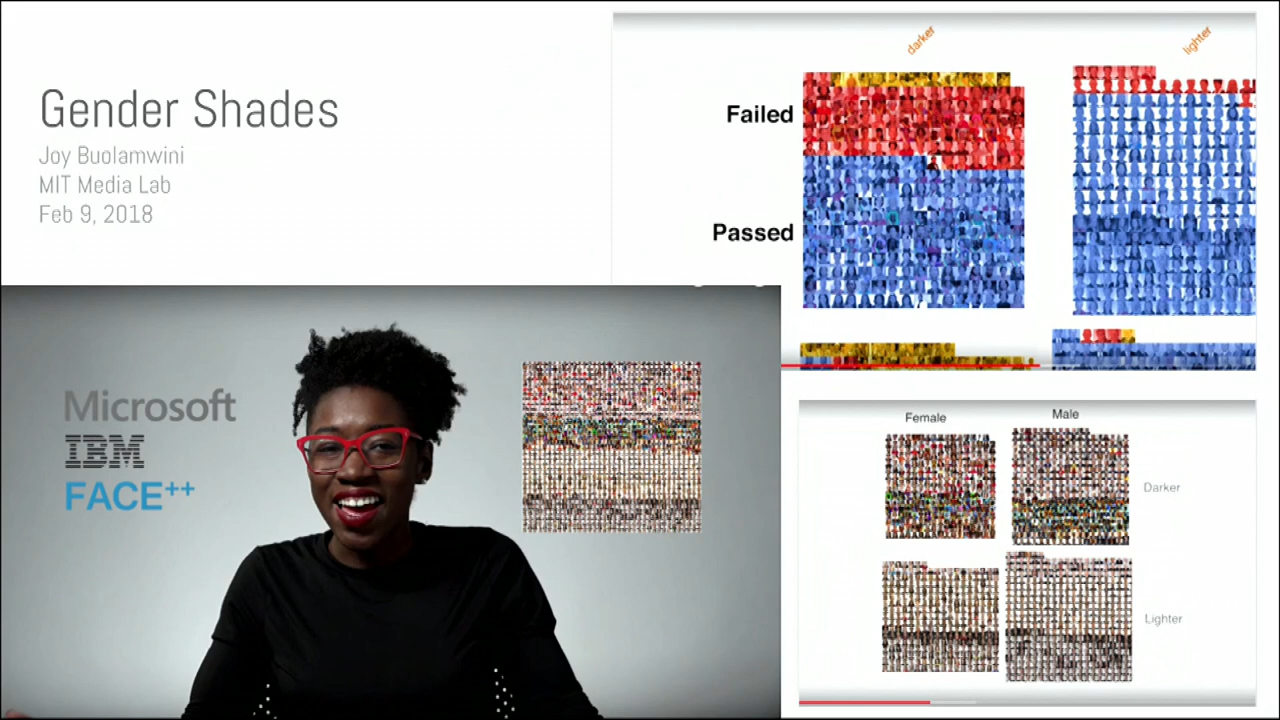 Gender Shades
Joy Buolamwini
MIT Media Lab
Feb 9, 2018
darker
lighter
Failed
Passed
Microsoft
IBM
FACE++
Female
Male
Darker
Lighter